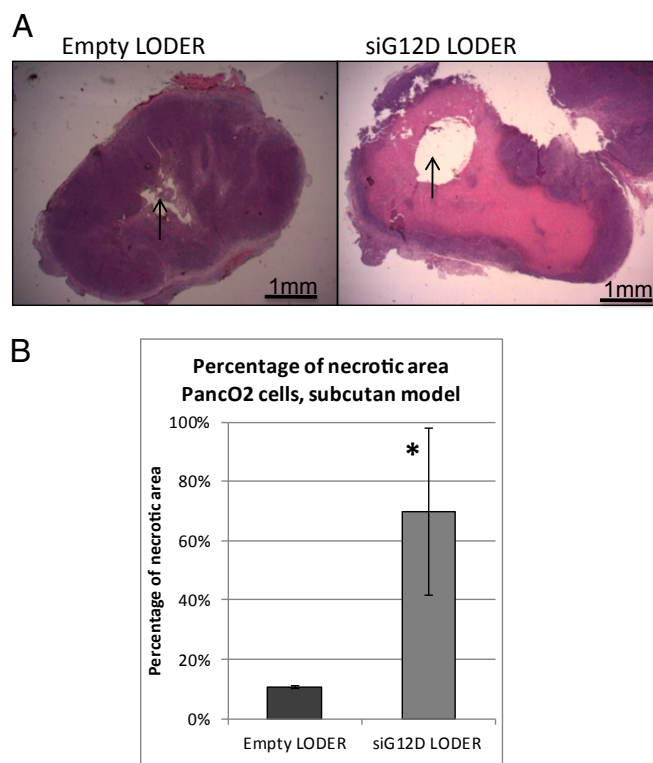 A
Empty LODER siG12D LODER
1mm 1mm
B
Percentage of necrotic area
PancO2 cells, subcutan model
Percentage of necrotic area
100%
80%
60%
40%
20%
0%
*
Empty LODER siG12D LODER